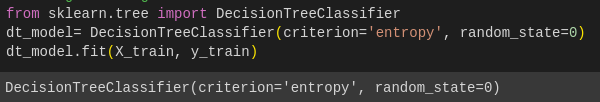 from sklearn.tree import DecisionTreeClassifier
dt_model= DecisionTreeClassifier(criterion='entropy', random_state=0)
dt_model.fit(X_train, y_train)
DecisionTreeClassifier(criterion='entropy', random_state=0)